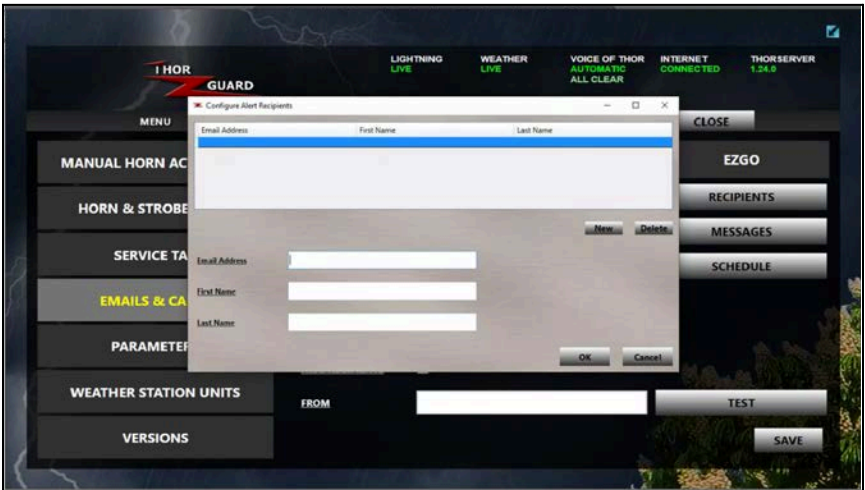 THOR
GUARD
LIGHTNING
LIVE
WEATHER
LIVE
VOICE OF THOR
AUTOMATIC
ALL CLEAR
INTERNET
CONNECTED
THORSERVER
1.24.0
MENU
CLOSE
Configure Alert Recipients
Email Address First Name Last Name
New Delete
Email Address
First Name
Last Name
OK Cancel
MANUAL HORN AC
HORN & STROBE
SERVICE TA
EMAILS & CA
PARAMETER
WEATHER STATION UNITS
VERSIONS
EZGO
RECIPIENTS
MESSAGES
SCHEDULE
FROM
TEST
SAVE